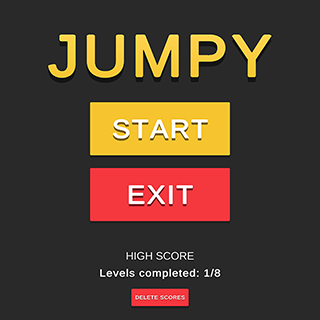 JUMPY
START
EXIT
HIGH SCORE
Levels completed: 1/8
DELETE SCORES